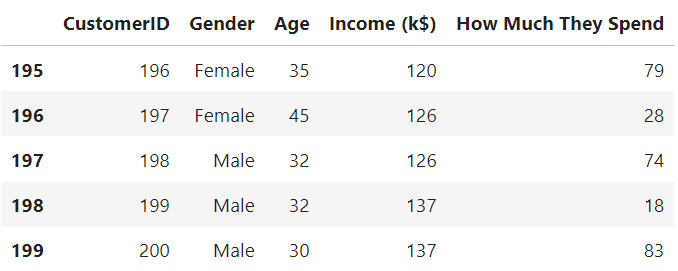 CustomerID Gender Age Income (k$) How Much They Spend
195 196 Female 35 120 79
196 197 Female 45 126 28
197 198 Male 32 126 74
198 199 Male 32 137 18
199 200 Male 30 137 83